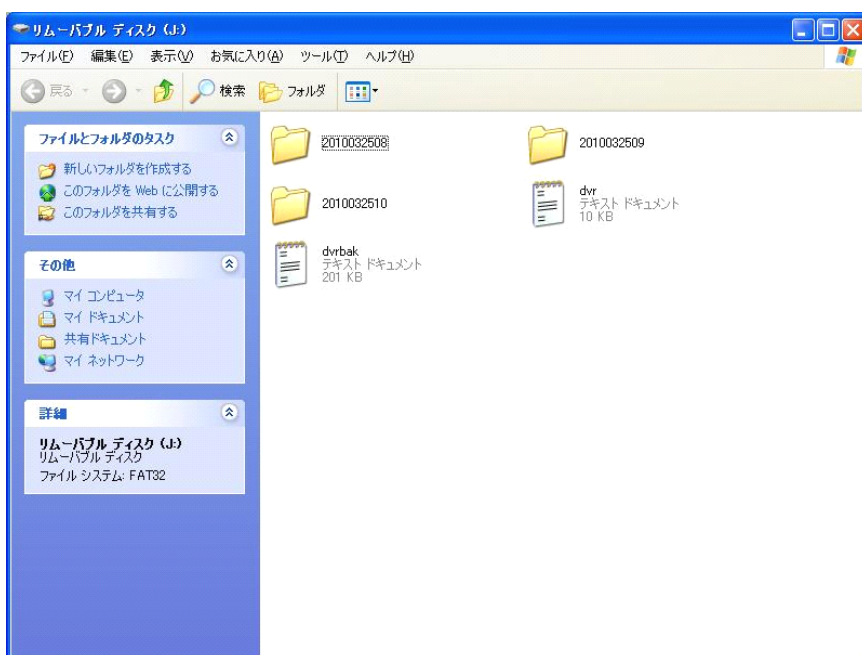 リムーバブル ディスク (J:)
ファイル(F) 編集(E) 表示(V) お気に入り(A) ツール(T) ヘルプ(H)
戻る 検索 フォルダ
ファイルとフォルダのタスク
新しいフォルダを作成する
このフォルダを Web に公開する
このフォルダを共有する
その他
マイ コンピュータ
マイ ドキュメント
共有ドキュメント
マイ ネットワーク
詳細
リムーバブル ディスク (J:)
リムーバブル ディスク
ファイル システム: FAT32
2010032508
2010032509
2010032510
dvr
テキスト ドキュメント
10 KB
dvrbak
テキスト ドキュメント
201 KB